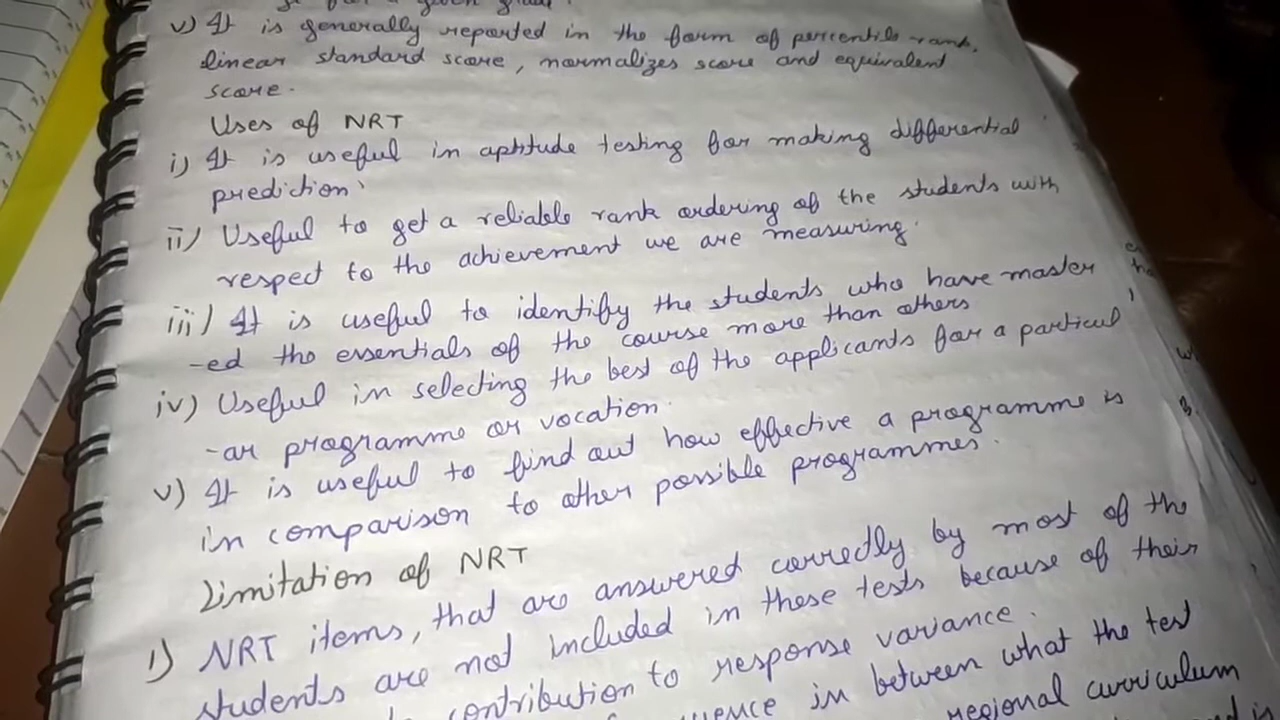 v) It is generally reported in the form of percentile rank,
linear standard score, normalizes score and equivalent
score.
Uses of NRT
i) It is useful in aptitude testing for making differential
prediction
ii) Useful to get a reliable rank ordering of the students with
respect to the achievement we are measuring.
iii) It is useful to identify the students who have master
-ed the essentials of the course more than others
iv) Useful in selecting the best of the applicants for a particul
-ar programme or vocation.
v) It is useful to find out how effective a programme is
in comparison to other possible programmes.
Limitation of NRT
i) NRT items, that are answered correctly by most of the
students are not included in these tests because of their
contribution to response variance.
in between what the test
regional curriculum